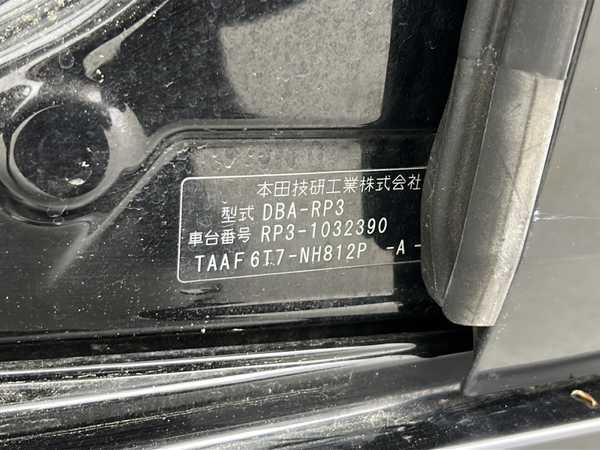 本田技研工業株式会社
型式 DBA-RP3
車台番号 RP3-1032390
TAAF 6T7-NH812P -A -